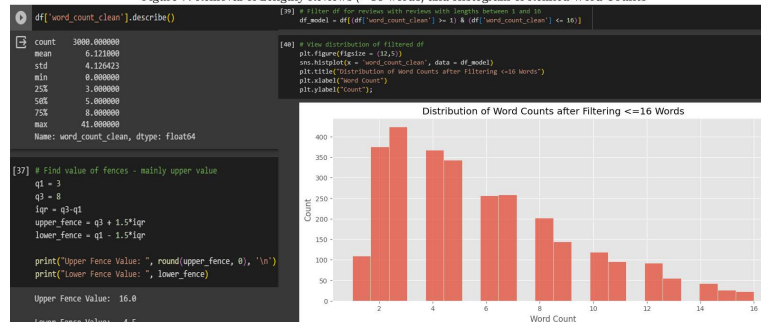 df['word_count_clean'].describe()
count 3000.000000
mean 6.121000
std 4.126423
min 0.000000
25% 3.000000
50% 5.000000
75% 8.000000
max 41.000000
Name: word_count_clean, dtype: float64
[37] # Find value of fences - mainly upper value
q1 = 3
q3 = 8
iqr = q3-q1
upper_fence = q3 + 1.5*iqr
lower_fence = q1 - 1.5*iqr
print("Upper Fence Value: ", round(upper_fence, 0), '\n')
print("Lower Fence Value: ", lower_fence)
Upper Fence Value: 16.0
[39] # Filter df for reviews with reviews with lengths between 1 and 16
df_model = df[(df['word_count_clean'] >= 1) & (df['word_count_clean'] <= 16)]
[40] # View distribution of filtered df
plt.figure(figsize = (12,5))
sns.histplot(x = 'word_count_clean', data = df_model)
plt.title("Distribution of Word Counts after Filtering <=16 Words")
plt.xlabel("Word Count")
plt.ylabel("Count");
Distribution of Word Counts after Filtering <=16 Words
400
350
300
250
200
150
100
50
0
Count
2 4 6 8 10 12 14 16
Word Count